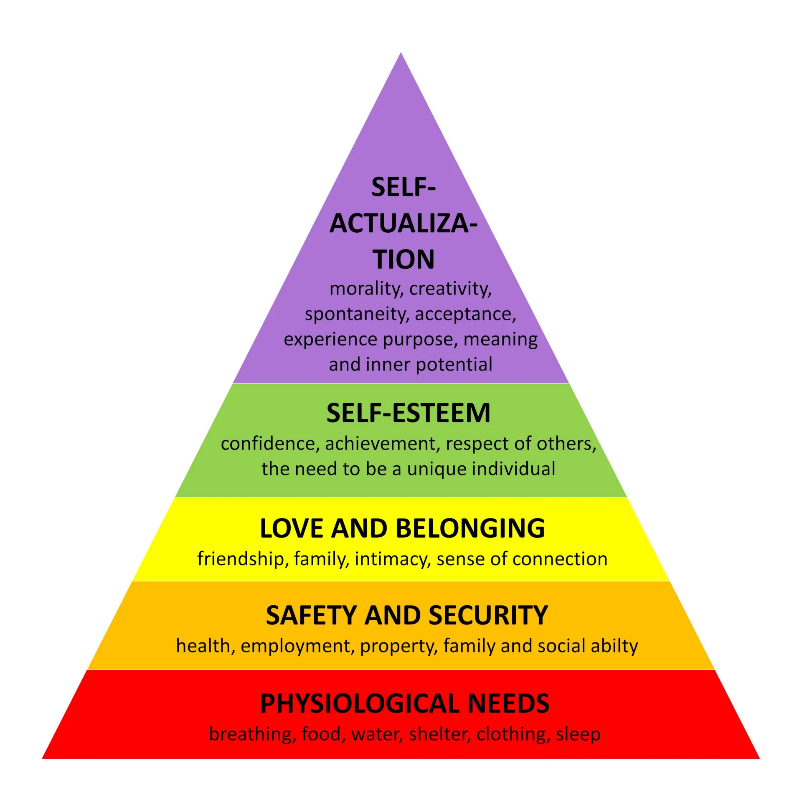 SELF-
ACTUALIZA-
TION
morality, creativity,
spontaneity, acceptance,
experience purpose, meaning
and inner potential
SELF-ESTEEM
confidence, achievement, respect of others,
the need to be a unique individual
LOVE AND BELONGING
friendship, family, intimacy, sense of connection
SAFETY AND SECURITY
health, employment, property, family and social abilty
PHYSIOLOGICAL NEEDS
breathing, food, water, shelter, clothing, sleep